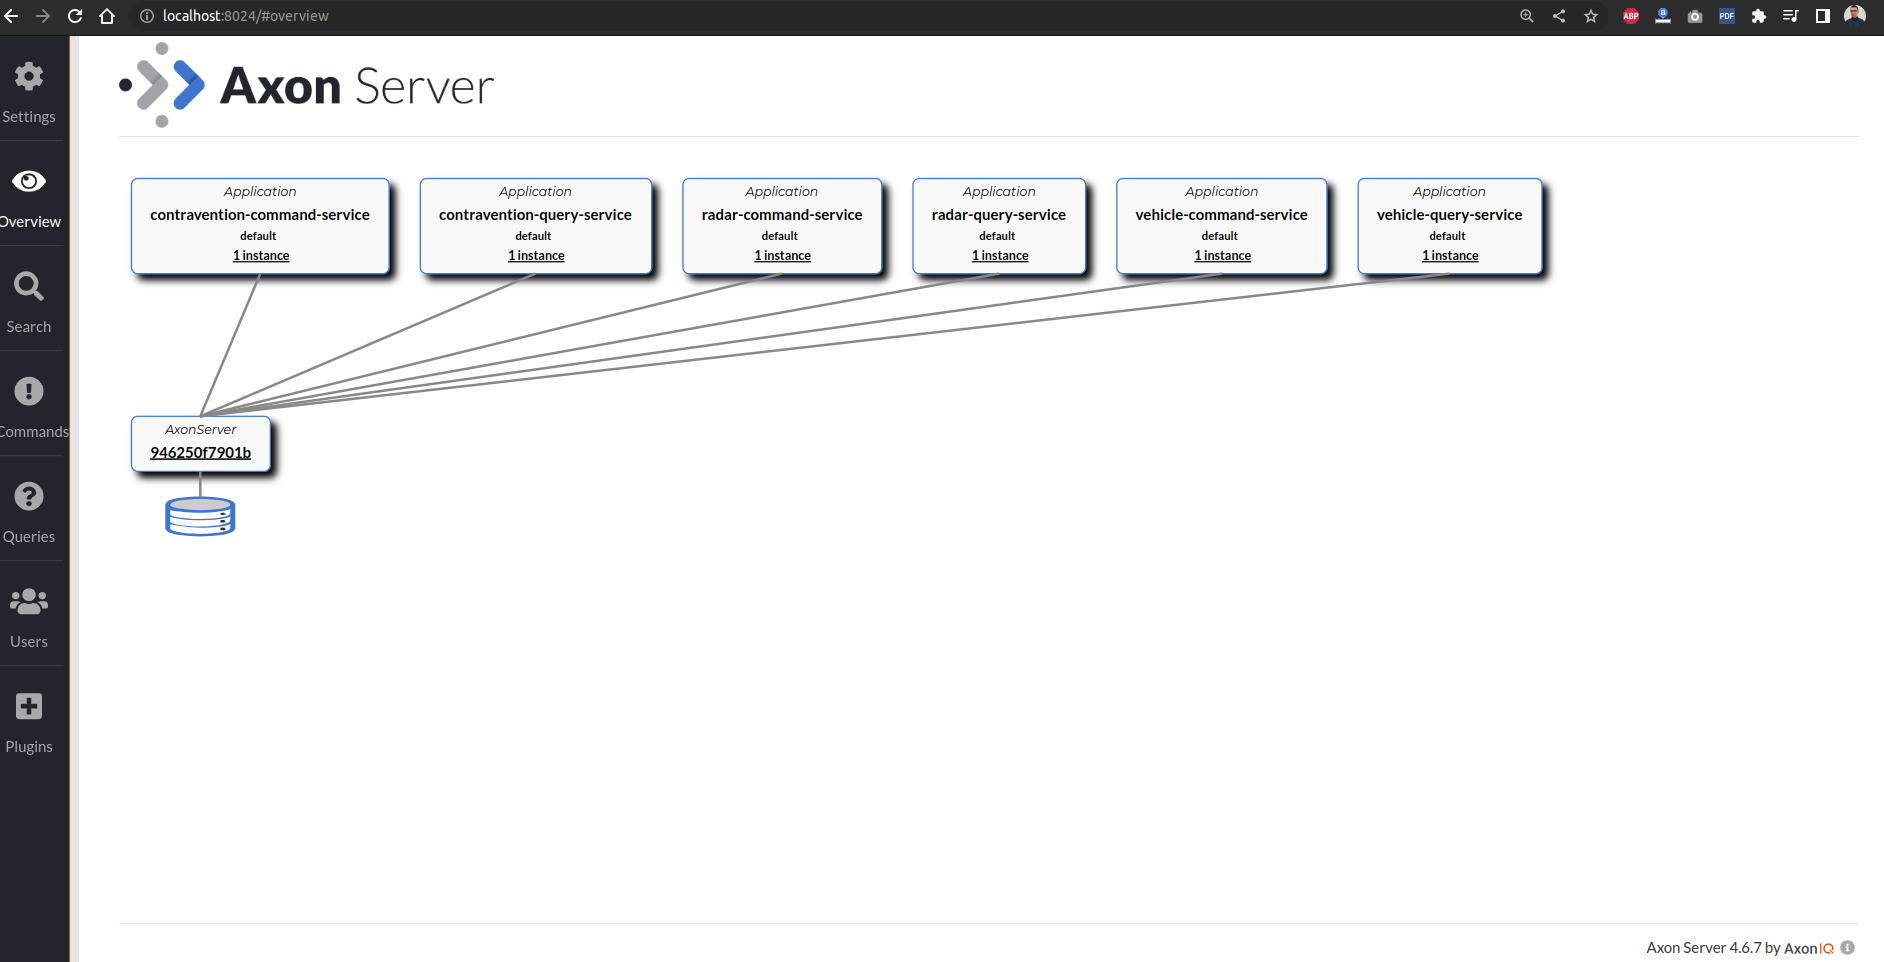 localhost:8024/#overview
ABP
a
PDF
Axon Server
Settings
Overview
Search
Commands
Queries
Users
Plugins
Application
contravention-command-service
default
1 instance
Application
contravention-query-service
default
1 instance
Application
radar-command-service
default
1 instance
Application
radar-query-service
default
1 instance
Application
vehicle-command-service
default
1 instance
Application
vehicle-query-service
default
1 instance
AxonServer
946250f7901b
Axon Server 4.6.7 by AxonIQ